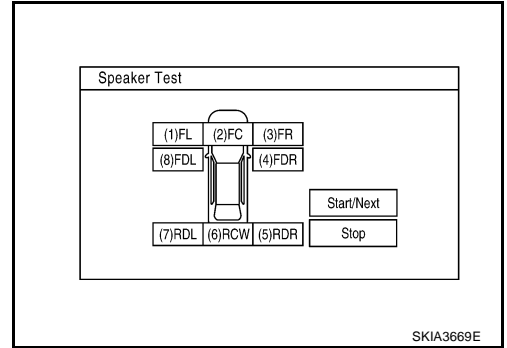 Speaker Test
(1)FL (2)FC (3)FR
(8)FDL (4)FDR
Start/Next
(7)RDL (6)RCW (5)RDR Stop
SKIA3669E